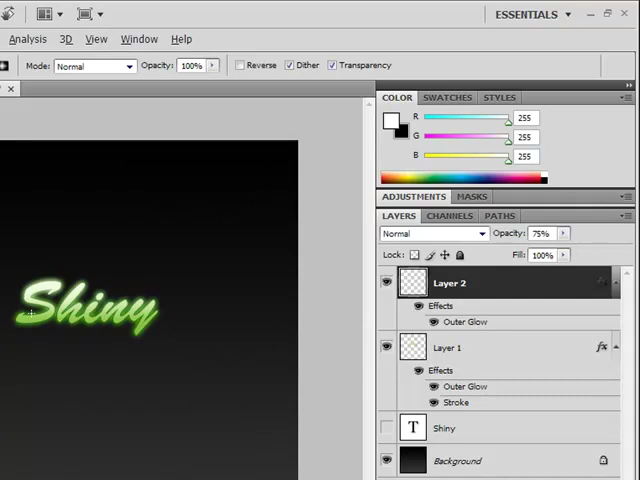 ESSENTIALS
Analysis 3D View Window Help
Mode: Normal Opacity: 100% Reverse Dither Transparency
COLOR SWATCHES STYLES
R 255
G 255
B 255
ADJUSTMENTS MASKS
LAYERS CHANNELS PATHS
Normal Opacity: 75%
Lock: Fill: 100%
Layer 2 fx
Effects
Outer Glow
Layer 1 fx
Effects
Outer Glow
Stroke
T Shiny
Background
Shiny